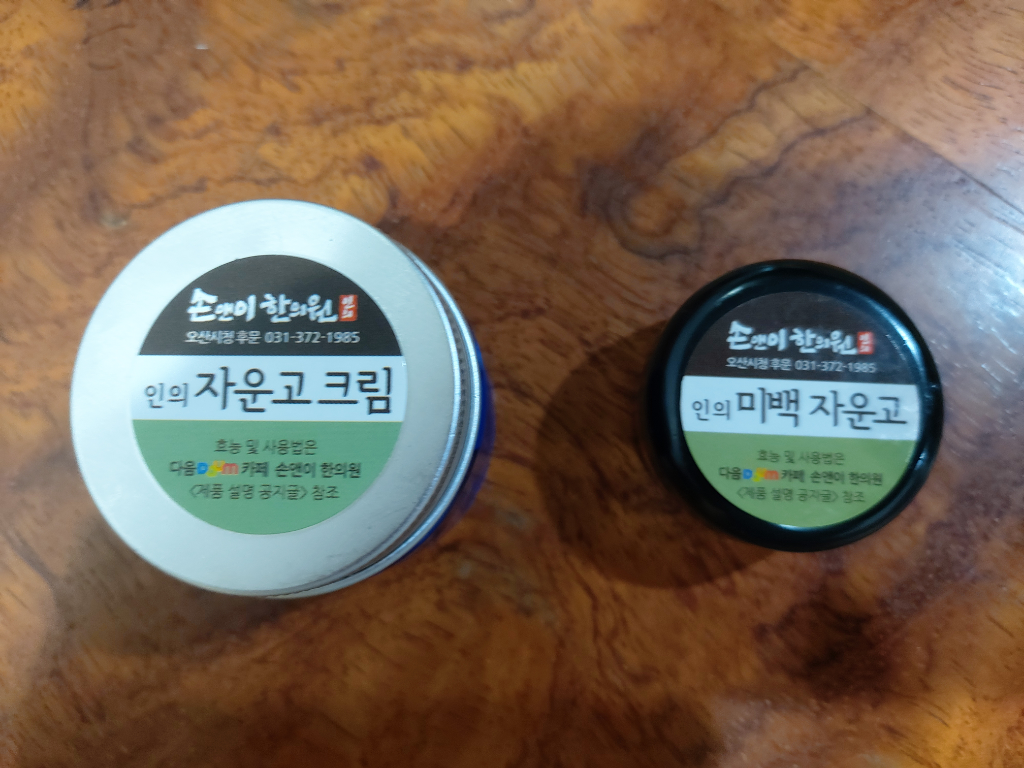 손앤이 한의원
오산시청 후문 031-372-1985
인의 자운고 크림
효능 및 사용법은
다음 Daum 카페 손앤이 한의원
<제품 설명 공지글> 참조
손앤이 한의원
오산시청 후문 031-372-1985
인의 미백 자운고
효능 및 사용법은
다음 Daum 카페 손앤이 한의원
<제품 설명 공지글> 참조